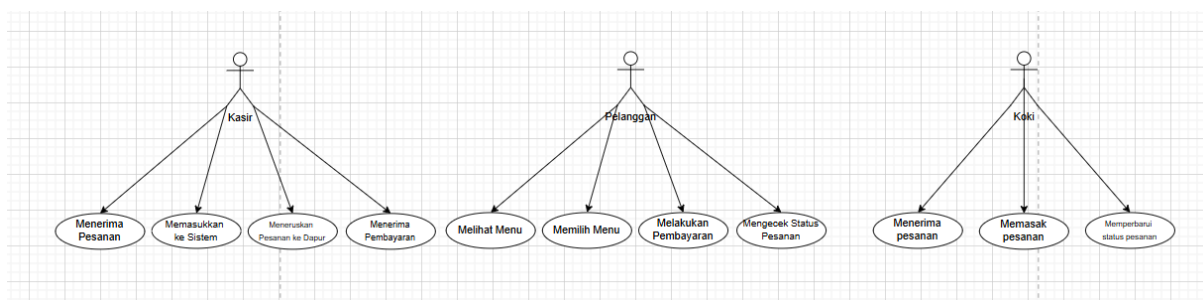 Kasir
Pelanggan
Koki
Menerima
Pesanan
Memasukkan
ke Sistem
Meneruskan
Pesanan ke Dapur
Menerima
Pembayaran
Melihat Menu
Memilih Menu
Melakukan
Pembayaran
Mengecek Status
Pesanan
Menerima
pesanan
Memasak
pesanan
Memperbarui
status pesanan